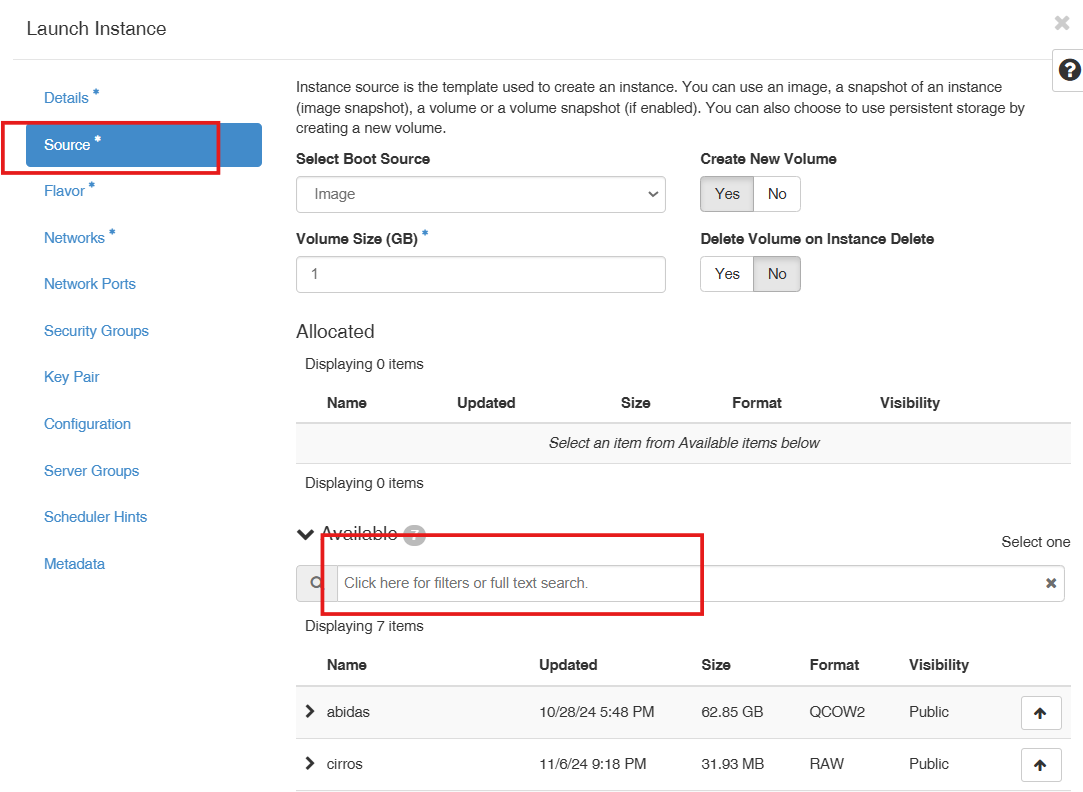 Launch Instance
Details *
Source *
Flavor *
Networks *
Network Ports
Security Groups
Key Pair
Configuration
Server Groups
Scheduler Hints
Metadata
Instance source is the template used to create an instance. You can use an image, a snapshot of an instance
(image snapshot), a volume or a volume snapshot (if enabled). You can also choose to use persistent storage by
creating a new volume.
Select Boot Source
Image
Create New Volume
Yes No
Volume Size (GB) *
1
Delete Volume on Instance Delete
Yes No
Allocated
Displaying 0 items
Name Updated Size Format Visibility
Select an item from Available items below
Displaying 0 items
Available ?
Select one
Click here for filters or full text search.
Displaying 7 items
Name Updated Size Format Visibility
abidas 10/28/24 5:48 PM 62.85 GB QCOW2 Public
cirros 11/6/24 9:18 PM 31.93 MB RAW Public